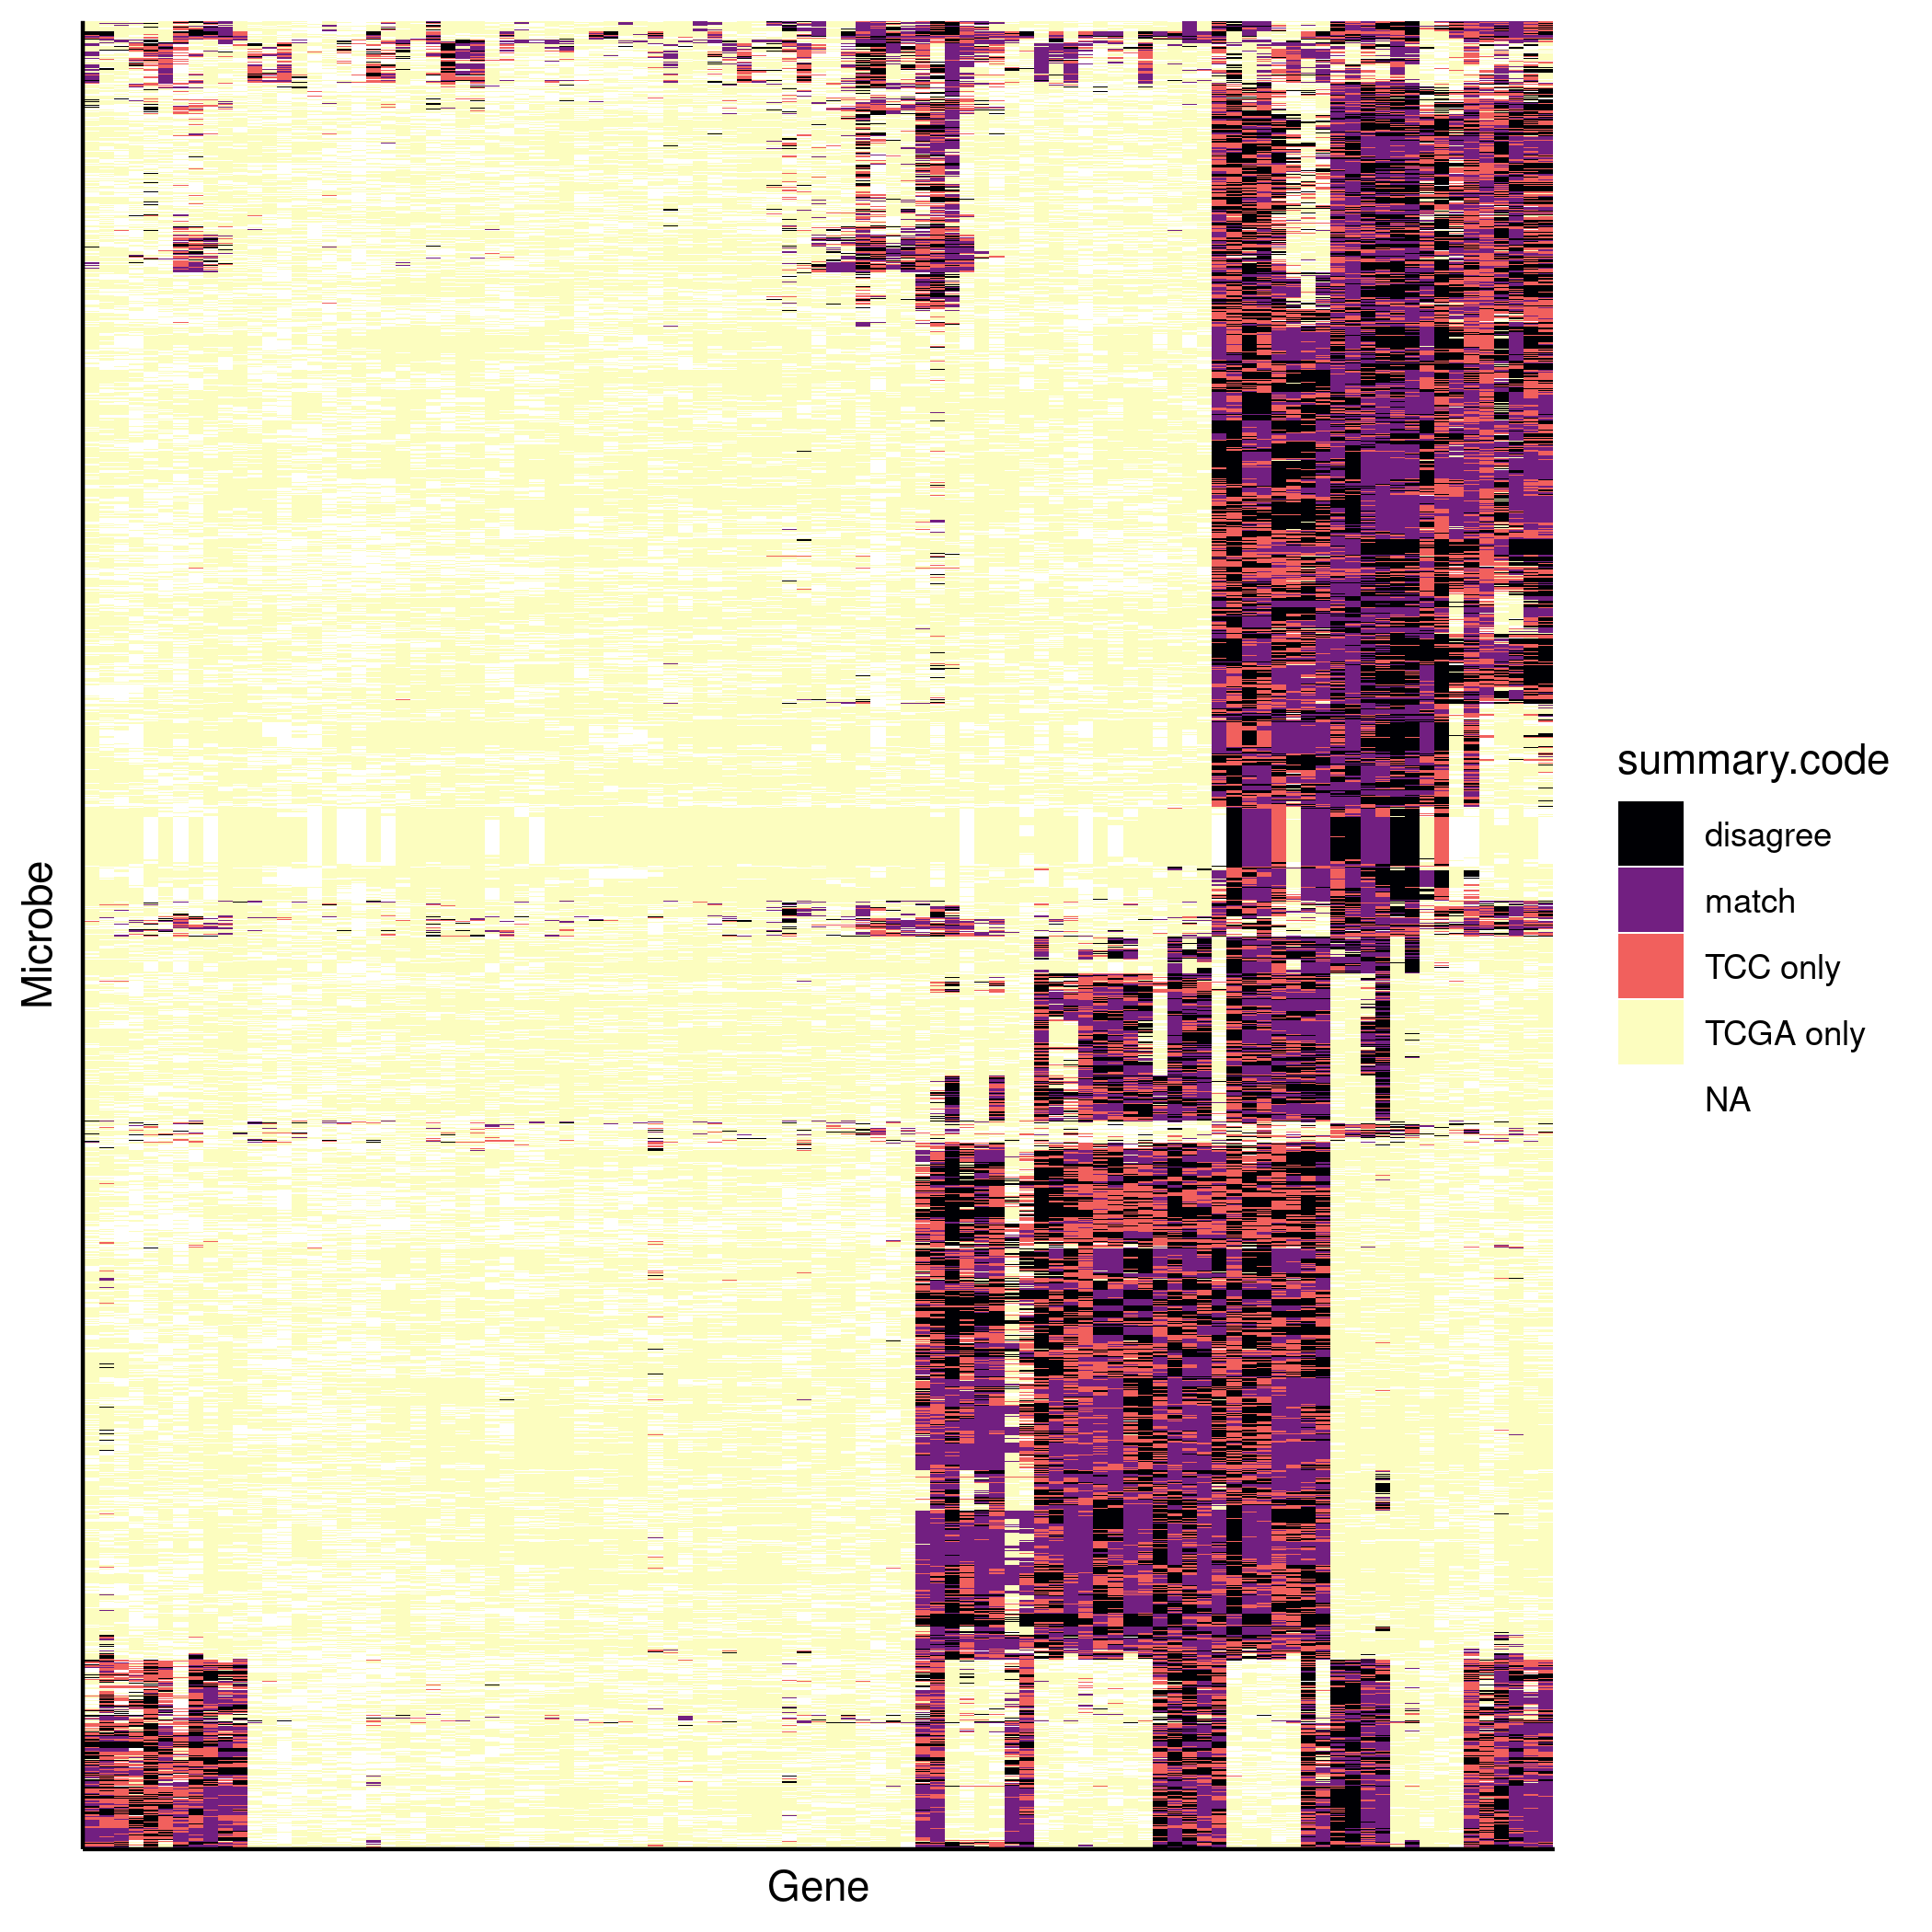 Microbe
Gene
summary.code
disagree
match
TCC only
TCGA only
NA